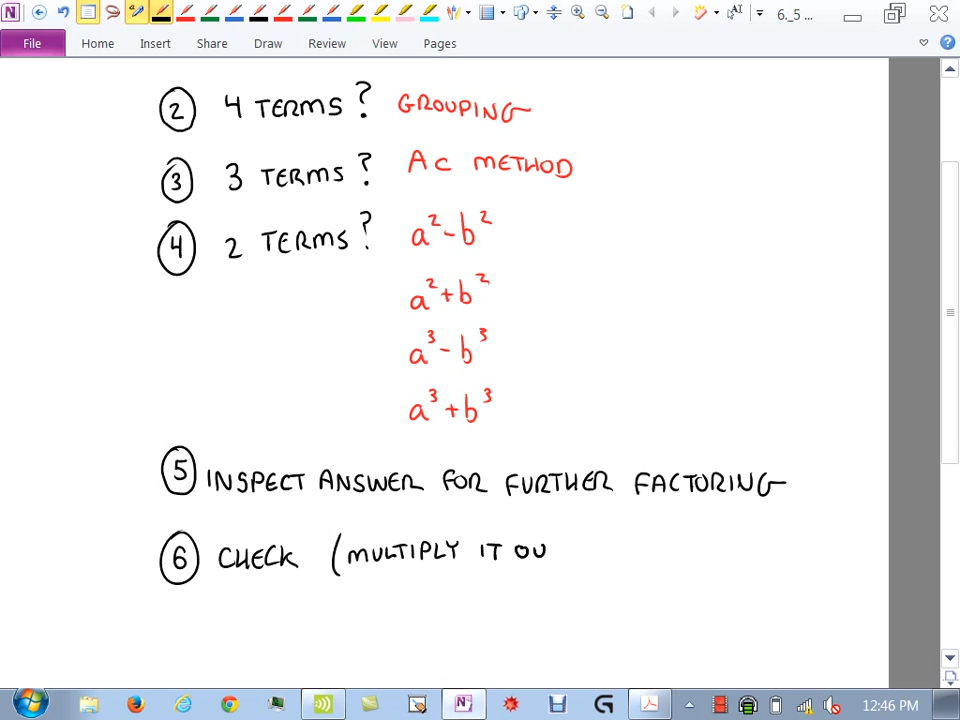 6._5 ...
File Home Insert Share Draw Review View Pages
② 4 TERMS? GROUPING
③ 3 TERMS? AC METHOD
④ 2 TERMS? a² - b²
a² + b²
a³ - b³
a³ + b³
⑤ INSPECT ANSWER FOR FURTHER FACTORING
⑥ CHECK (MULTIPLY IT OU
12:46 PM